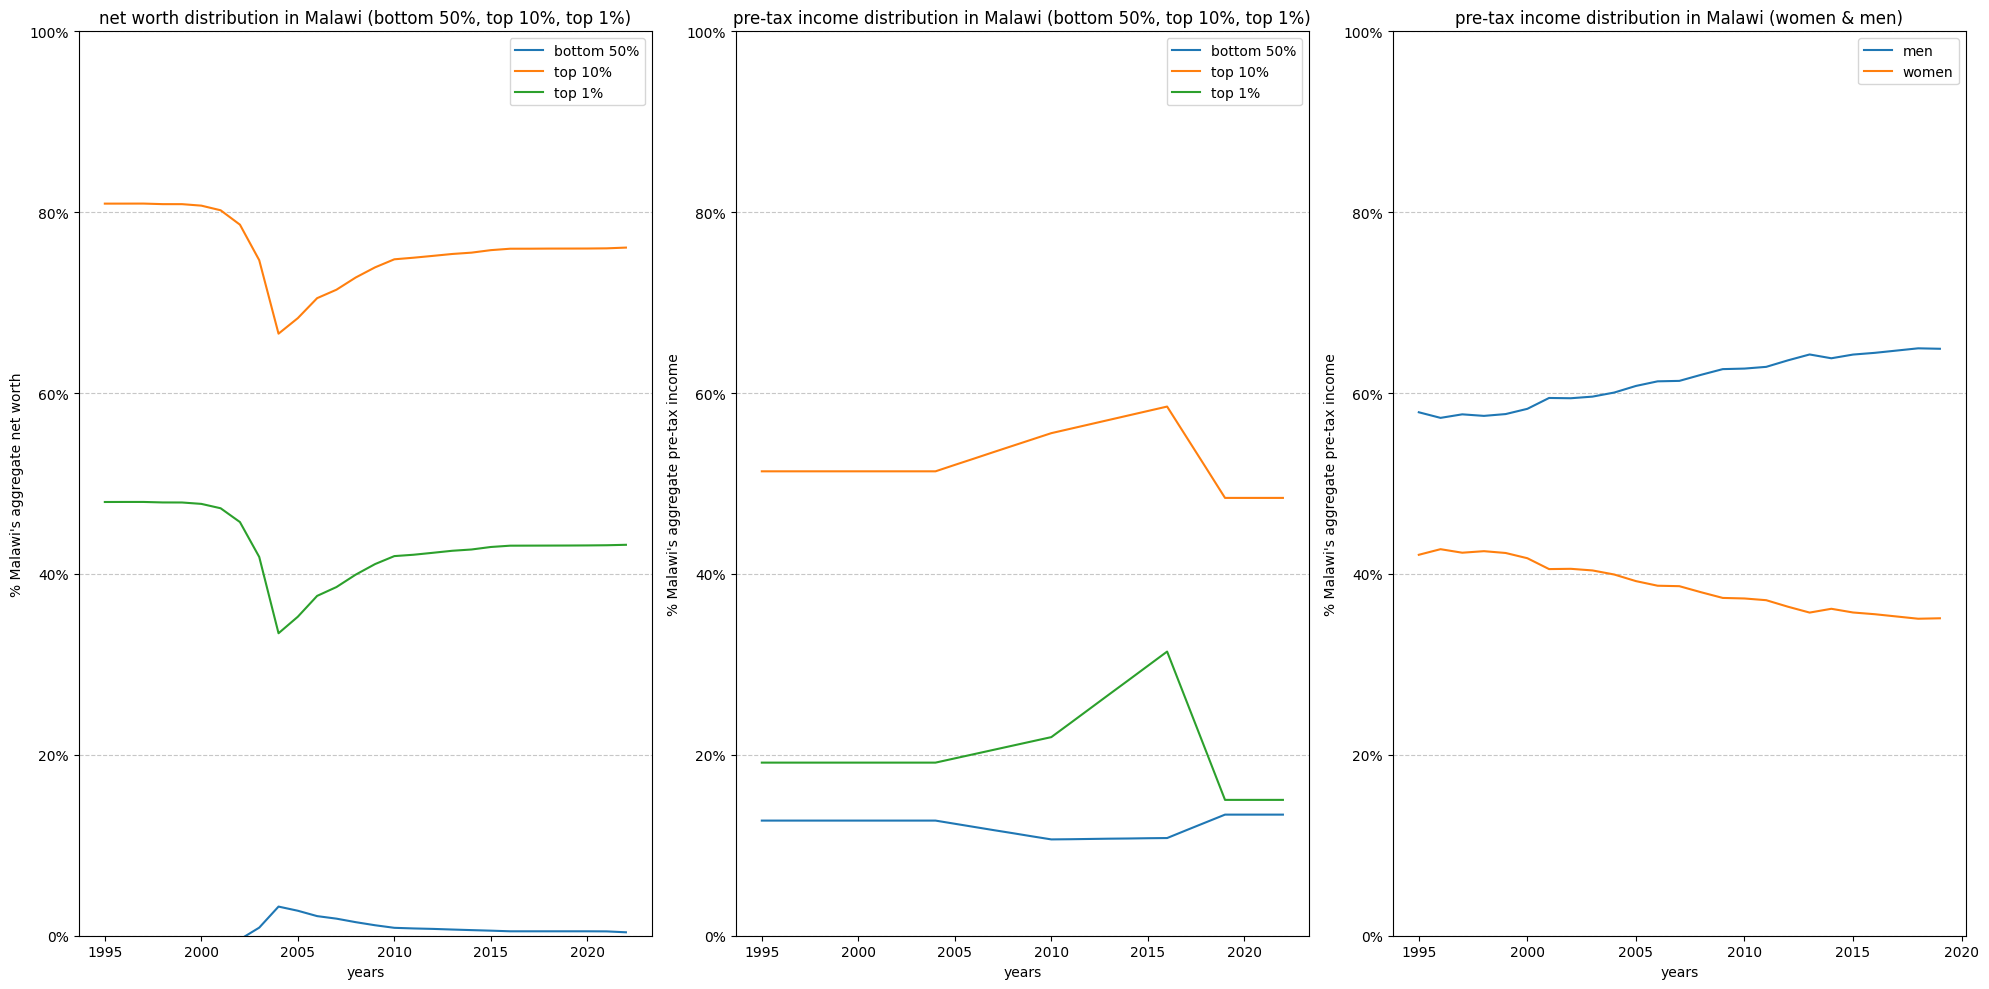 net worth distribution in Malawi (bottom 50%, top 10%, top 1%)
100%
80%
60%
40%
20%
0%
% Malawi's aggregate net worth
bottom 50%
top 10%
top 1%
1995
2000
2005
2010
2015
2020
years
pre-tax income distribution in Malawi (bottom 50%, top 10%, top 1%)
100%
80%
60%
40%
20%
0%
% Malawi's aggregate pre-tax income
bottom 50%
top 10%
top 1%
1995
2000
2005
2010
2015
2020
years
pre-tax income distribution in Malawi (women & men)
100%
80%
60%
40%
20%
0%
% Malawi's aggregate pre-tax income
men
women
1995
2000
2005
2010
2015
2020
years